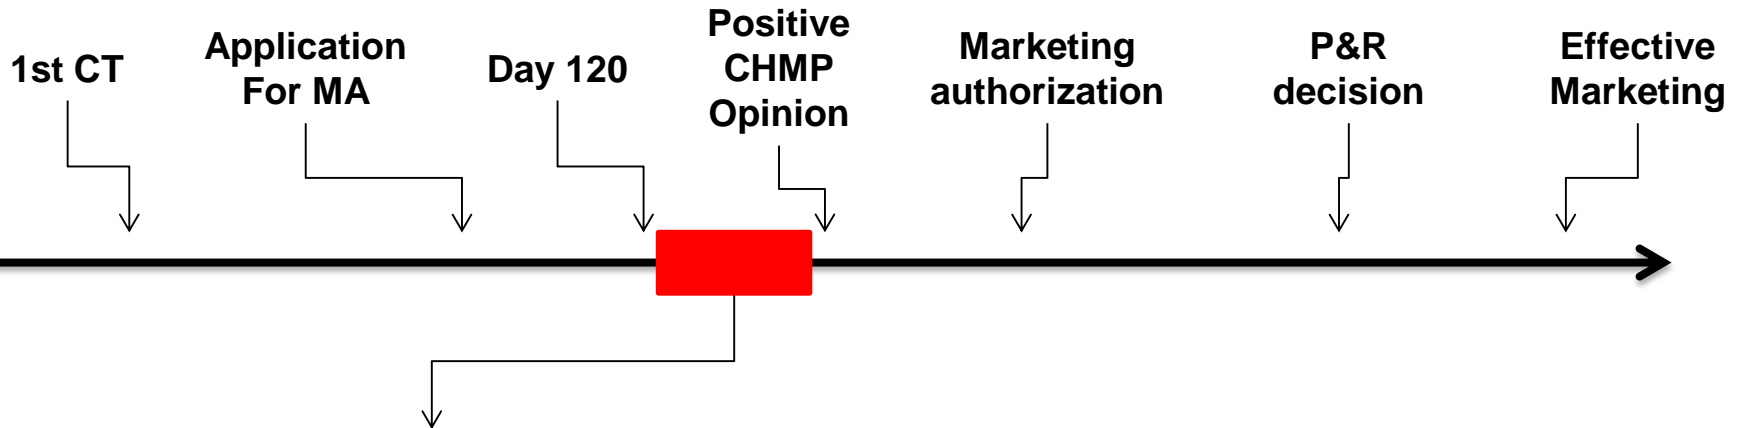 1st CT
Application
For MA
Day 120
Positive
CHMP
Opinion
Marketing
authorization
P&R
decision
Effective
Marketing